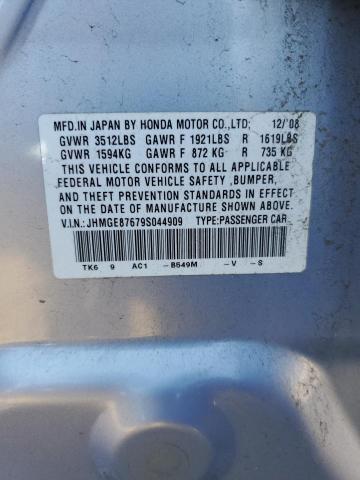 MFD. IN JAPAN BY HONDA MOTOR CO.,LTD; 12/08
GVWR 3512LBS GAWR F 1921LBS R 1619LBS
GVWR 1594KG GAWR F 872 KG R 735 KG
THIS VEHICLE CONFORMS TO ALL APPLICABLE
FEDERAL MOTOR VEHICLE SAFETY ,BUMPER,
AND THEFT PREVENTION STANDARDS IN EFFECT
ON THE DATE OF MANUFACTURE SHOWN ABOVE.
V.I.N.: JHMGE87679S044909 TYPE:PASSENGER CAR
TK6 9 AC1 -B549M -V -S